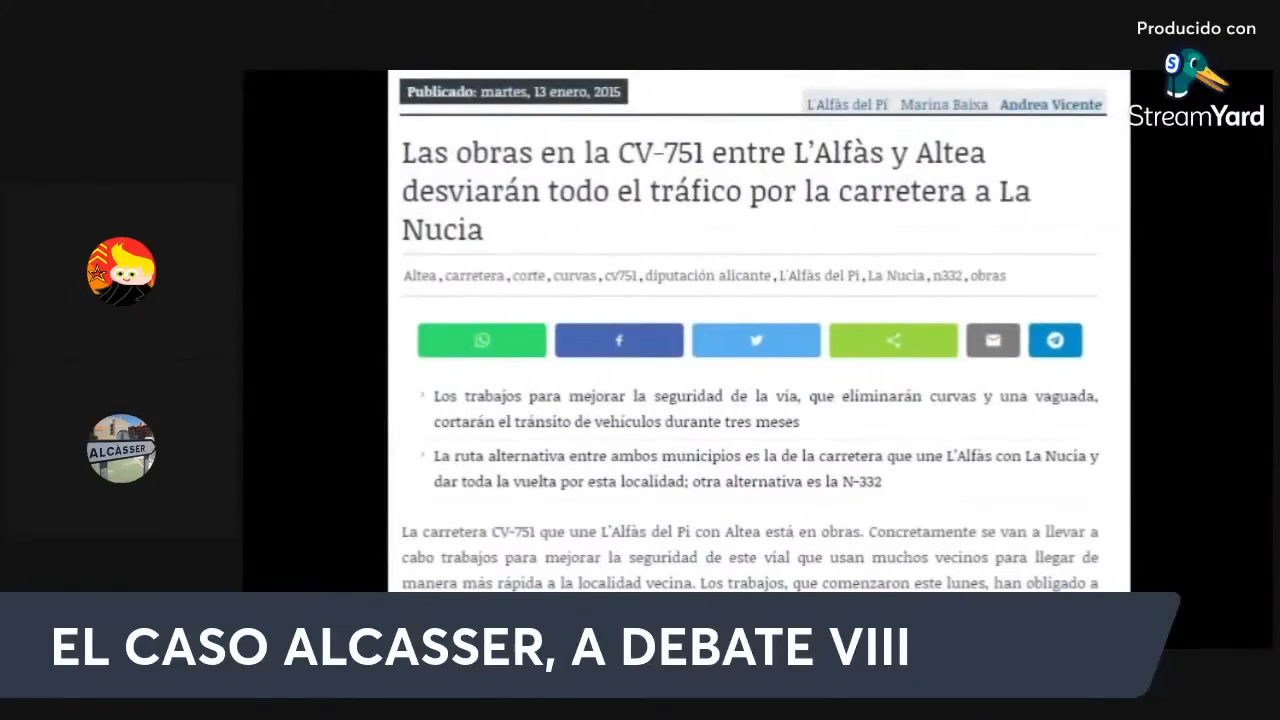 Producido con
StreamYard
Publicado: martes, 13 enero, 2015
L'Alfàs del Pí Marina Baixa Andrea Vicente
Las obras en la CV-751 entre L’Alfàs y Altea
desviarán todo el tráfico por la carretera a La
Nucia
Altea, carretera, corte, curvas, cv751, diputación alicante, L'Alfàs del Pi, La Nucia, n332, obras
Los trabajos para mejorar la seguridad de la vía, que eliminarán curvas y una vaguada,
cortarán el tránsito de vehículos durante tres meses
La ruta alternativa entre ambos municipios es la de la carretera que une L’Alfàs con La Nucia y
dar toda la vuelta por esta localidad; otra alternativa es la N-332
La carretera CV-751 que une L’Alfàs del Pi con Altea está en obras. Concretamente se van a llevar a
cabo trabajos para mejorar la seguridad de este vial que usan muchos vecinos para llegar de
manera más rápida a la localidad vecina. Los trabajos, que comenzaron este lunes, han obligado a
ALCÀSSER
EL CASO ALCASSER, A DEBATE VIII